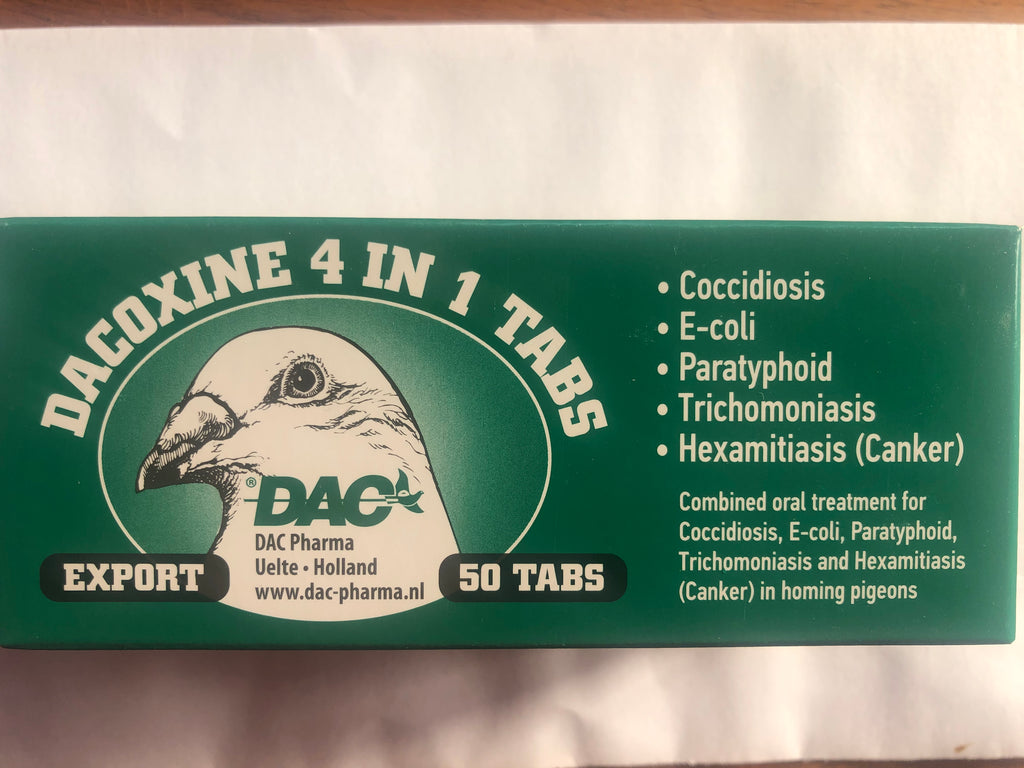 DACOXINE 4 IN 1 TABS
® DAC
DAC Pharma
Uelte • Holland
www.dac-pharma.nl
EXPORT
50 TABS
• Coccidiosis
• E-coli
• Paratyphoid
• Trichomoniasis
• Hexamitiasis (Canker)
Combined oral treatment for
Coccidiosis, E-coli, Paratyphoid,
Trichomoniasis and Hexamitiasis
(Canker) in homing pigeons